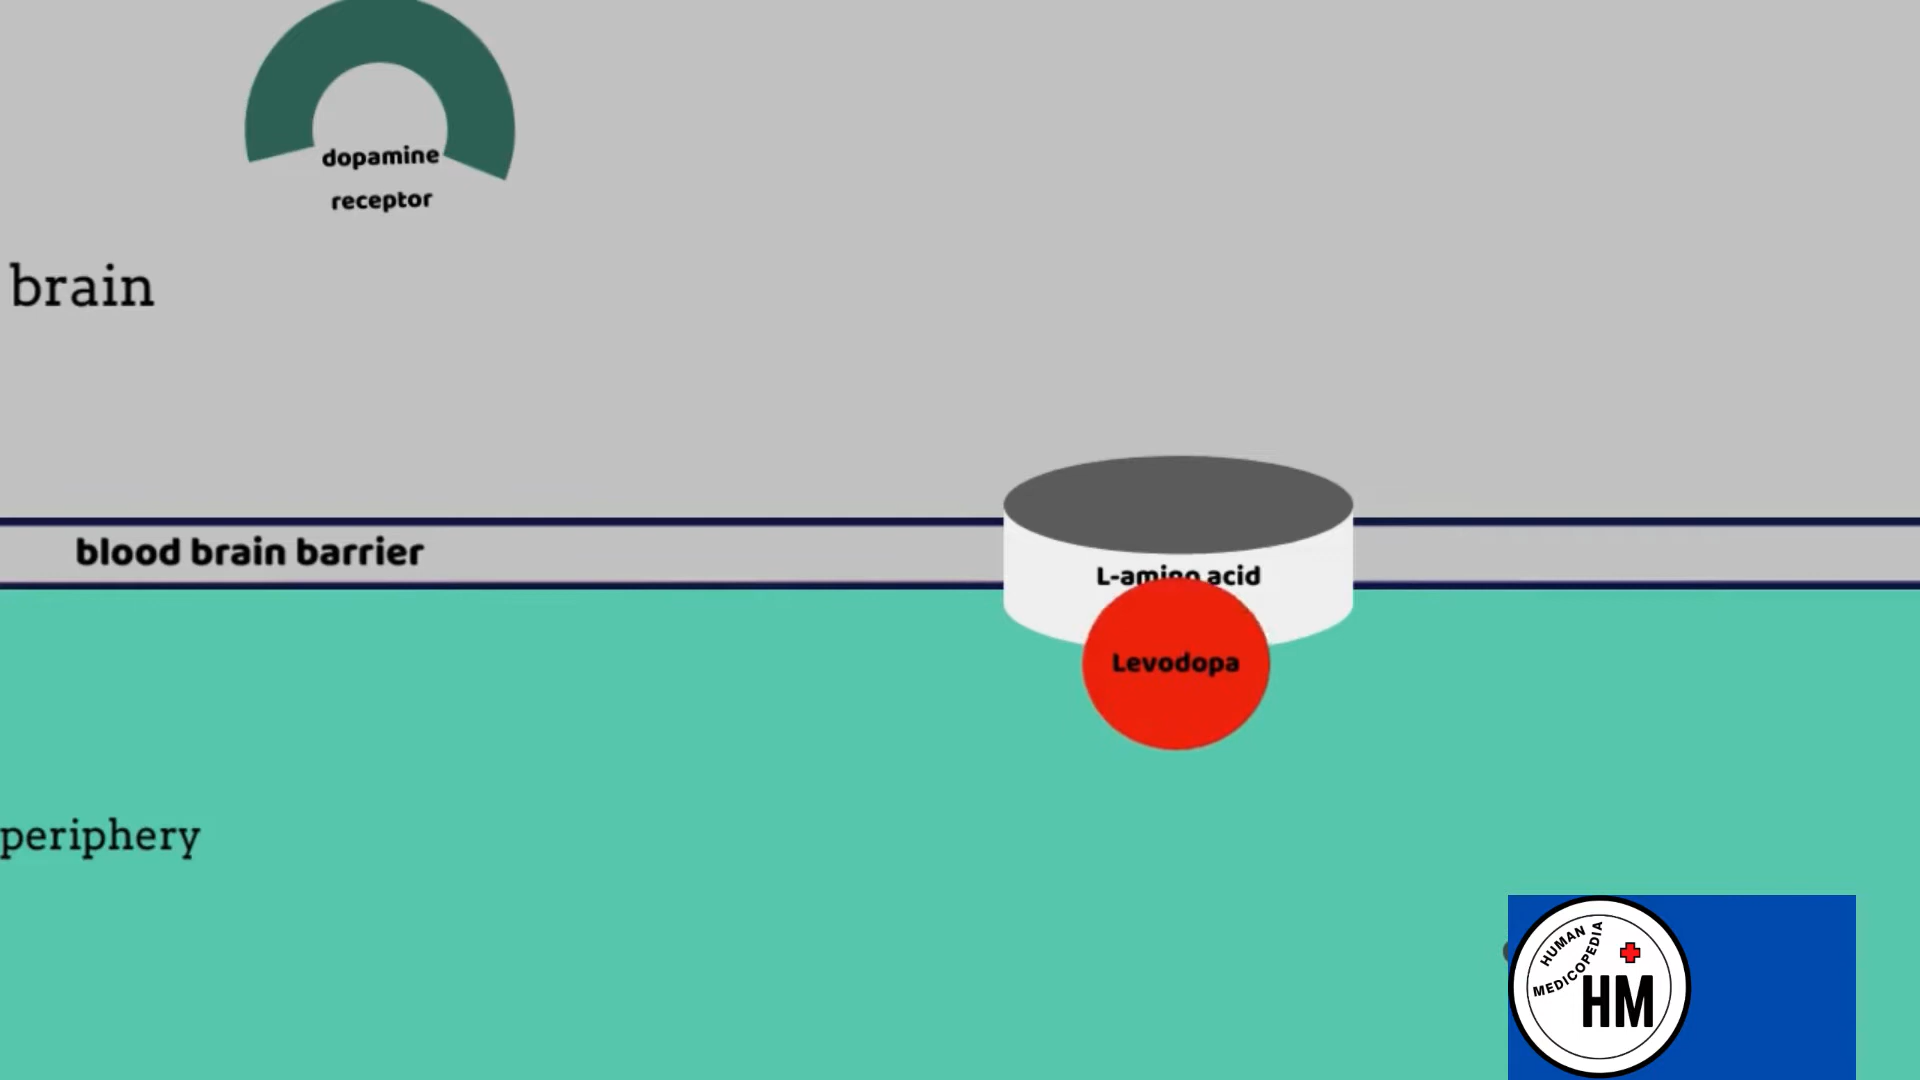 dopamine
receptor
brain
blood brain barrier
L-amino acid
Levodopa
periphery
HUMAN
MEDICOPEDIA
HM